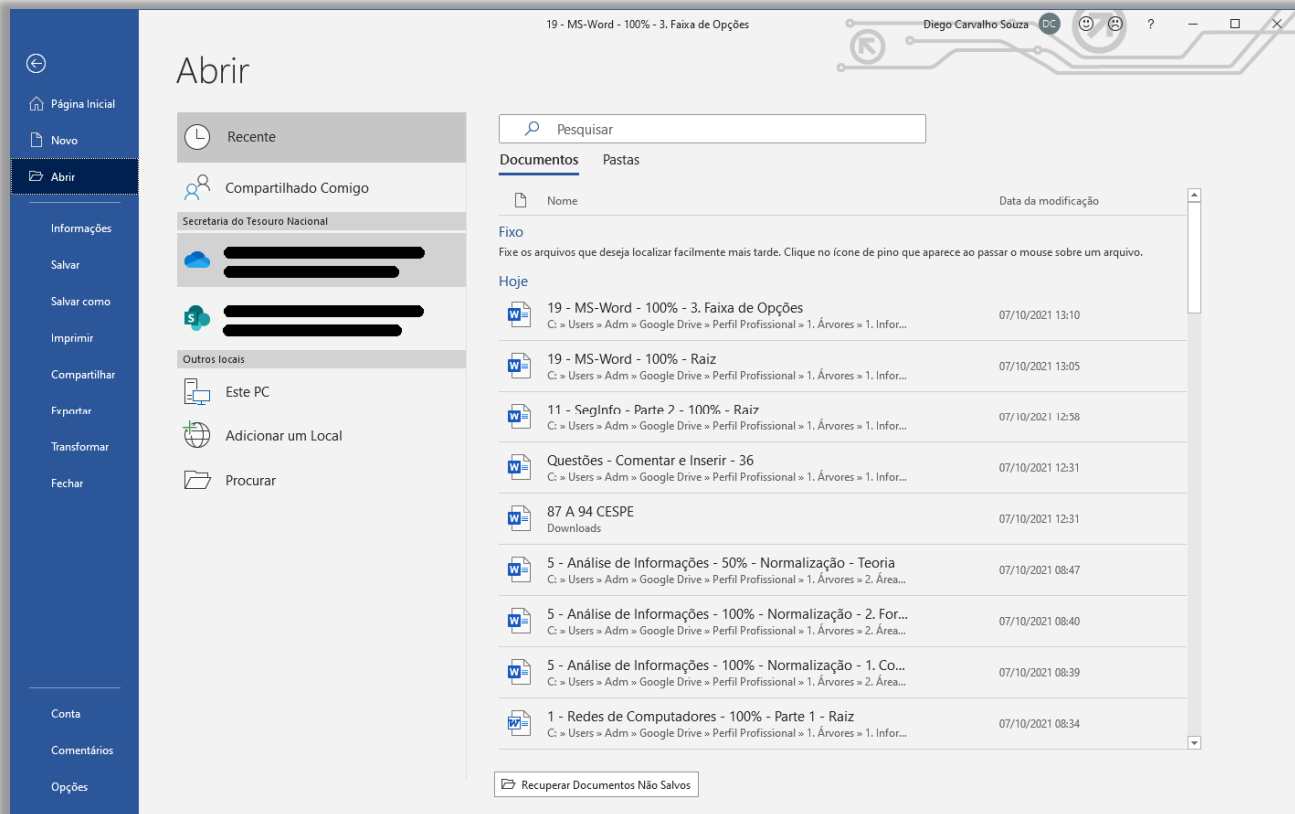 19 - MS-Word - 100% - 3. Faixa de Opções
Diego Carvalho Souza
DC
?
Página Inicial
Novo
Abrir
Informações
Salvar
Salvar como
Imprimir
Compartilhar
Exportar
Transformar
Fechar
Conta
Comentários
Opções
Abrir
Recente
Compartilhado Comigo
Secretaria do Tesouro Nacional
Outros locais
Este PC
Adicionar um Local
Procurar
Pesquisar
Documentos Pastas
Nome Data da modificação
Fixo
Fixe os arquivos que deseja localizar facilmente mais tarde. Clique no ícone de pino que aparece ao passar o mouse sobre um arquivo.
Hoje
19 - MS-Word - 100% - 3. Faixa de Opções
C: » Users » Adm » Google Drive » Perfil Profissional » 1. Árvores » 1. Infor...
07/10/2021 13:10
19 - MS-Word - 100% - Raiz
C: » Users » Adm » Google Drive » Perfil Profissional » 1. Árvores » 1. Infor...
07/10/2021 13:05
11 - SegInfo - Parte 2 - 100% - Raiz
C: » Users » Adm » Google Drive » Perfil Profissional » 1. Árvores » 1. Infor...
07/10/2021 12:58
Questões - Comentar e Inserir - 36
C: » Users » Adm » Google Drive » Perfil Profissional » 1. Árvores » 1. Infor...
07/10/2021 12:31
87 A 94 CESPE
Downloads
07/10/2021 12:31
5 - Análise de Informações - 50% - Normalização - Teoria
C: » Users » Adm » Google Drive » Perfil Profissional » 1. Árvores » 2. Área...
07/10/2021 08:47
5 - Análise de Informações - 100% - Normalização - 2. For...
C: » Users » Adm » Google Drive » Perfil Profissional » 1. Árvores » 2. Área...
07/10/2021 08:40
5 - Análise de Informações - 100% - Normalização - 1. Co...
C: » Users » Adm » Google Drive » Perfil Profissional » 1. Árvores » 2. Área...
07/10/2021 08:39
1 - Redes de Computadores - 100% - Parte 1 - Raiz
C: » Users » Adm » Google Drive » Perfil Profissional » 1. Árvores » 1. Infor...
07/10/2021 08:34
Recuperar Documentos Não Salvos